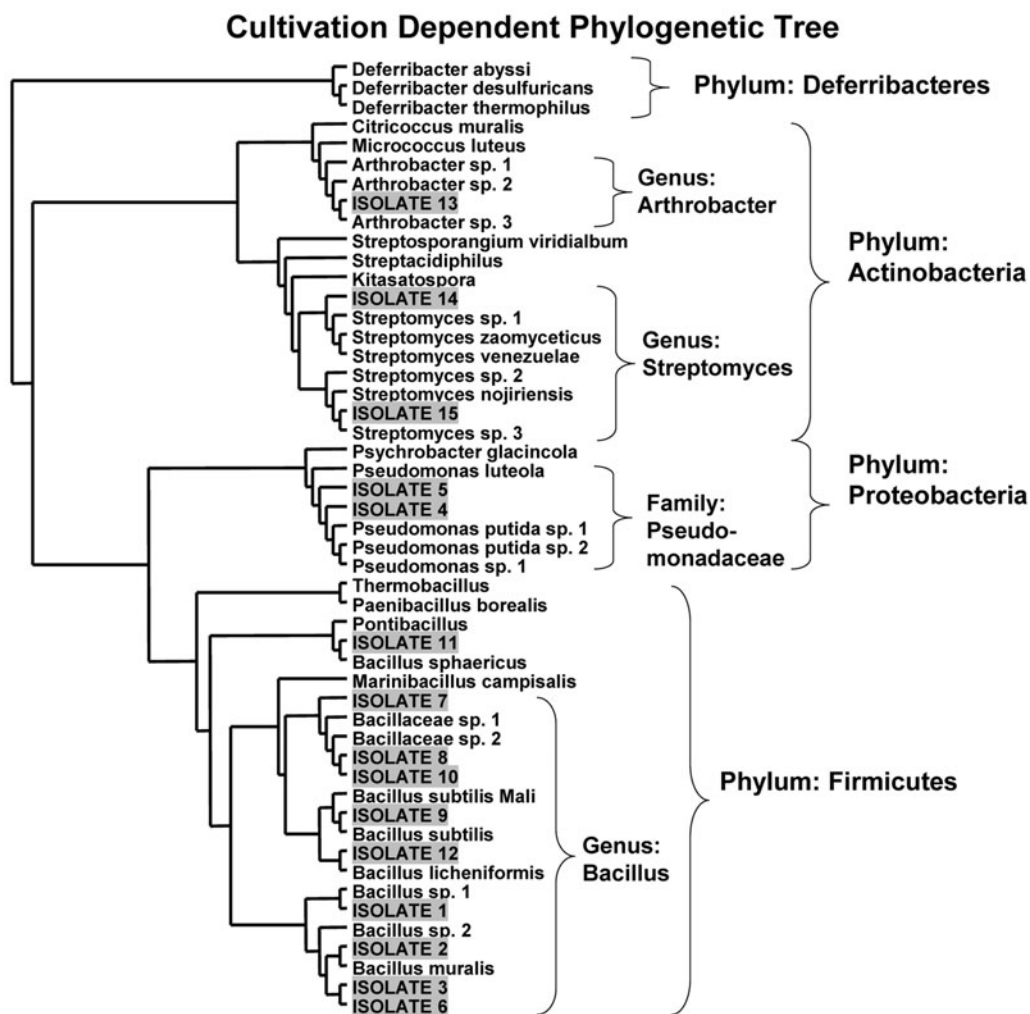 Cultivation Dependent Phylogenetic Tree
Deferribacter abyssi
Deferribacter desulfuricans
Deferribacter thermophilus
Phylum: Deferribacteres
Citricoccus muralis
Micrococcus luteus
Arthrobacter sp. 1
Arthrobacter sp. 2
ISOLATE 13
Arthrobacter sp. 3
Genus:
Arthrobacter
Streptosporangium viridialbum
Streptacidiphilus
Kitasatospora
ISOLATE 14
Streptomyces sp. 1
Streptomyces zaomyceticus
Streptomyces venezuelae
Streptomyces sp. 2
Streptomyces nojiriensis
ISOLATE 15
Streptomyces sp. 3
Genus:
Streptomyces
Phylum:
Actinobacteria
Psychrobacter glacincola
Pseudomonas luteola
ISOLATE 5
ISOLATE 4
Pseudomonas putida sp. 1
Pseudomonas putida sp. 2
Pseudomonas sp. 1
Family:
Pseudo-
monadaceae
Phylum:
Proteobacteria
Thermobacillus
Paenibacillus borealis
Pontibacillus
ISOLATE 11
Bacillus sphaericus
Marinibacillus campisalis
ISOLATE 7
Bacillaceae sp. 1
Bacillaceae sp. 2
ISOLATE 8
ISOLATE 10
Bacillus subtilis Mali
ISOLATE 9
Bacillus subtilis
ISOLATE 12
Bacillus licheniformis
Bacillus sp. 1
ISOLATE 1
Bacillus sp. 2
ISOLATE 2
Bacillus muralis
ISOLATE 3
ISOLATE 6
Genus:
Bacillus
Phylum: Firmicutes